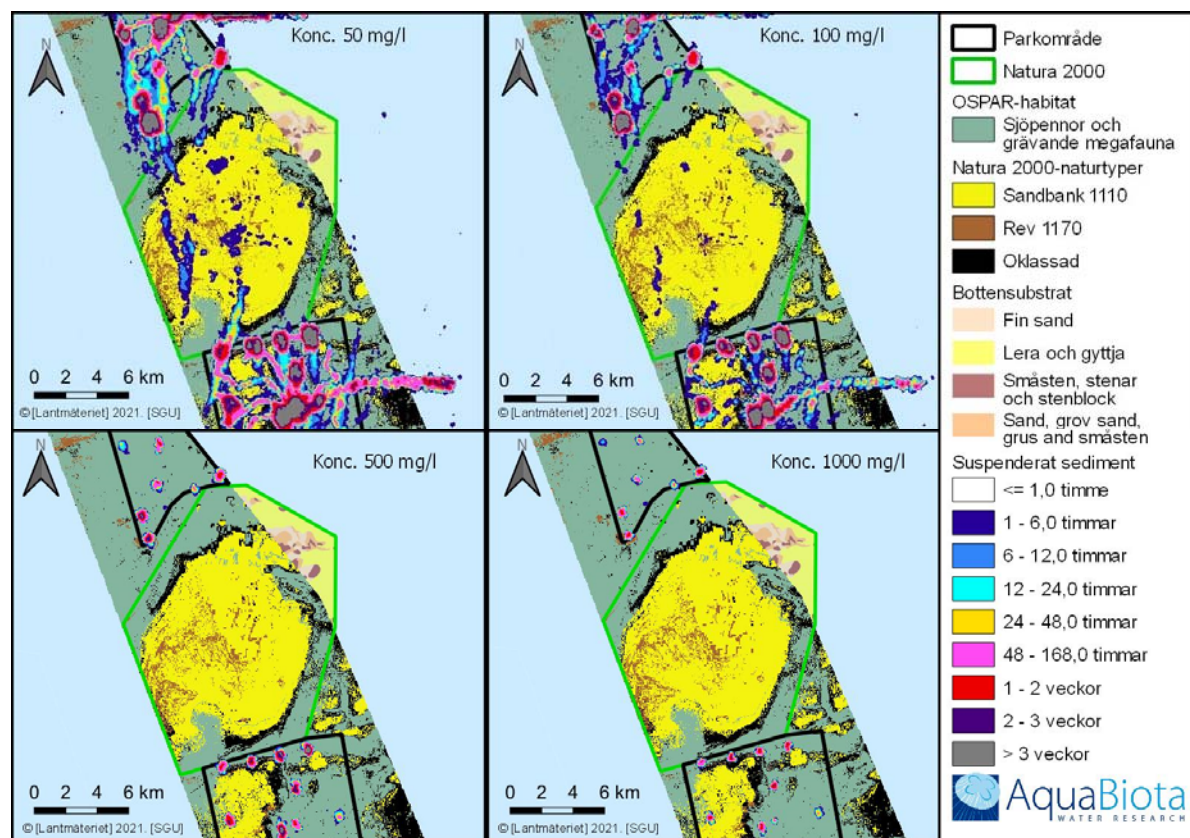 N
Konc. 50 mg/l
0 2 4 6 km
© [Lantmäteriet] 2021. [SGU]
N
Konc. 100 mg/l
0 2 4 6 km
© [Lantmäteriet] 2021. [SGU]
N
Konc. 500 mg/l
0 2 4 6 km
© [Lantmäteriet] 2021. [SGU]
N
Konc. 1000 mg/l
0 2 4 6 km
© [Lantmäteriet] 2021. [SGU]
Parkområde
Natura 2000
OSPAR-habitat
Sjöpennor och
grävande megafauna
Natura 2000-naturtyper
Sandbank 1110
Rev 1170
Oklassad
Bottensubstrat
Fin sand
Lera och gyttja
Småsten, stenar
och stenblock
Sand, grov sand,
grus and småsten
Suspenderat sediment
<= 1,0 timme
1 - 6,0 timmar
6 - 12,0 timmar
12 - 24,0 timmar
24 - 48,0 timmar
48 - 168,0 timmar
1 - 2 veckor
2 - 3 veckor
> 3 veckor
AquaBiota
WATER RESEARCH